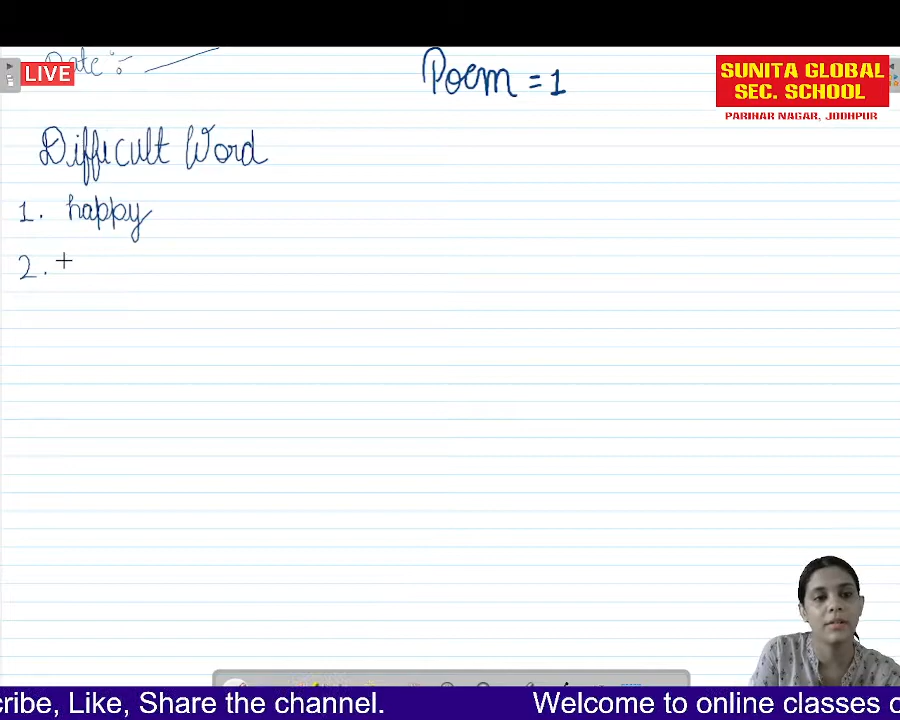 Date :-
LIVE
Poem = 1
SUNITA GLOBAL
SEC. SCHOOL
PARIHAR NAGAR, JODHPUR
Difficult Word
1. happy
2.
cribe, Like, Share the channel. Welcome to online classes o